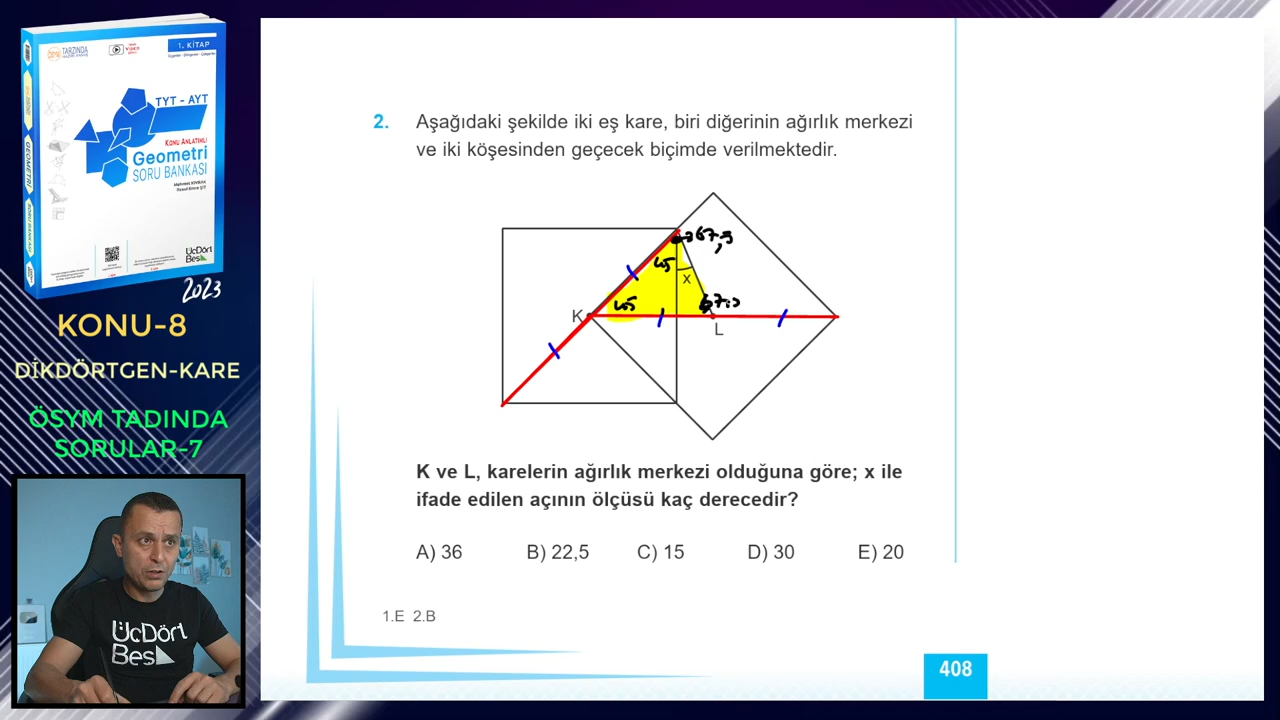 TARZINDA
1. KİTAP
TYT - AYT
KONU ANLATIMLI
Geometri
SORU BANKASI
GEOMETRİ
ÜçDört
Beş
2023
KONU-8
DİKDÖRTGEN-KARE
ÖSYM TADINDA
SORULAR-7
ÜçDört
Beş
2. Aşağıdaki şekilde iki eş kare, biri diğerinin ağırlık merkezi
ve iki köşesinden geçecek biçimde verilmektedir.
67,5
45
x
K
45
67,5
L
K ve L, karelerin ağırlık merkezi olduğuna göre; x ile
ifade edilen açının ölçüsü kaç derecedir?
A) 36 B) 22,5 C) 15 D) 30 E) 20
1.E 2.B
408